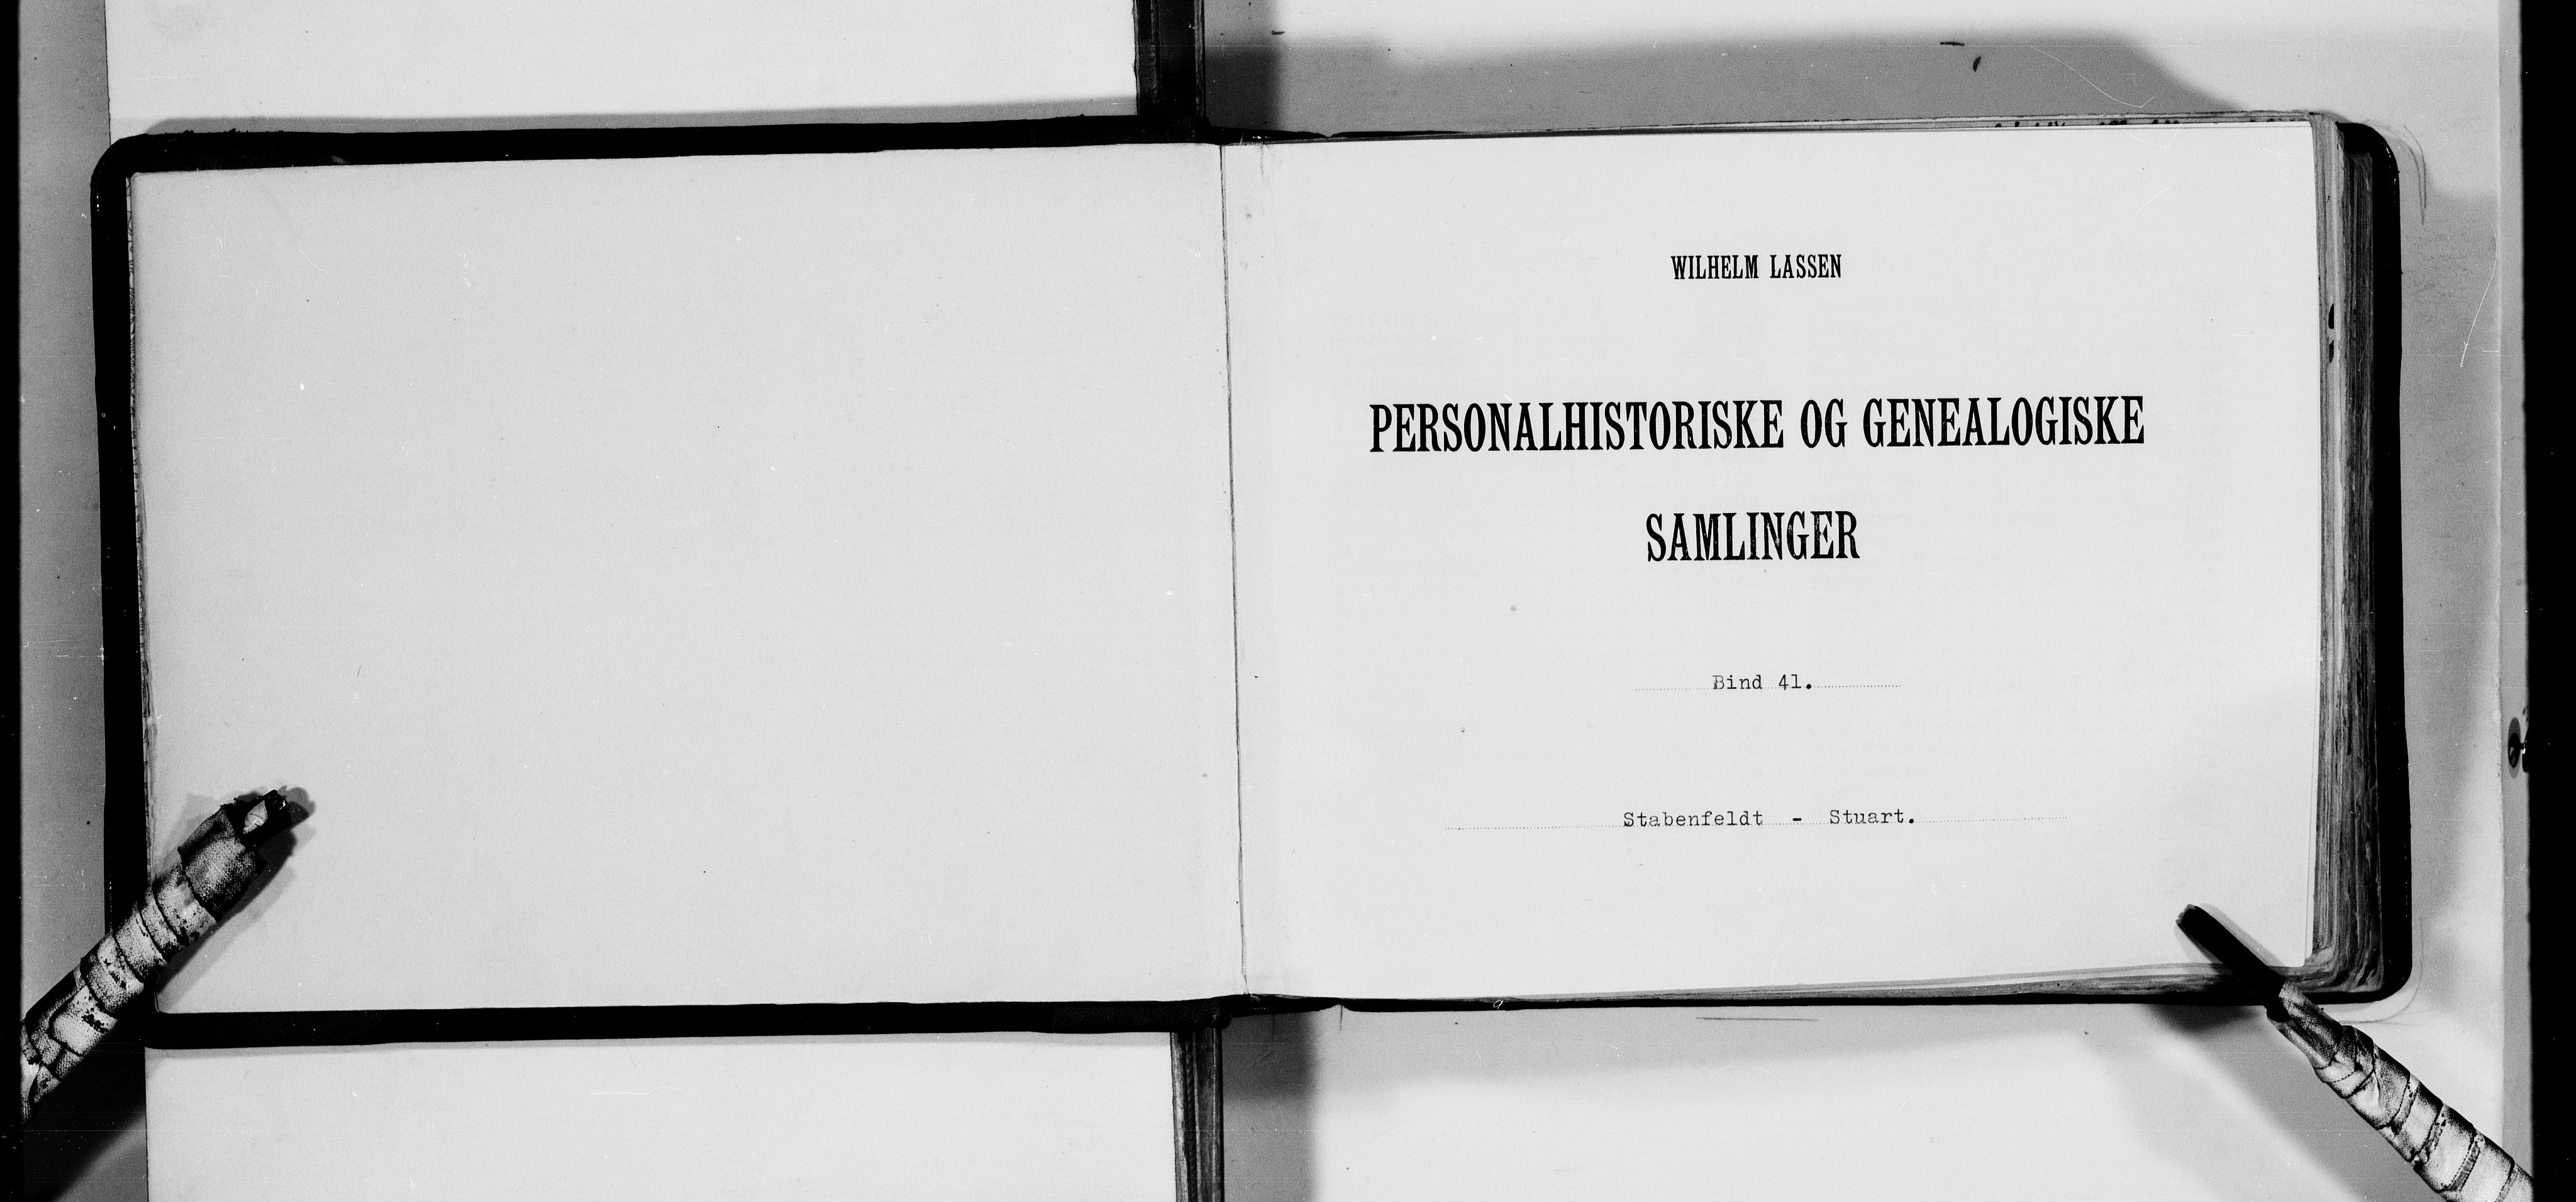 WILHELM LASSEN
PERSONALHISTORISKE OG GENEALOGISKE
SAMLINGER
Bind 41.
Stabenfeldt - Stuart.